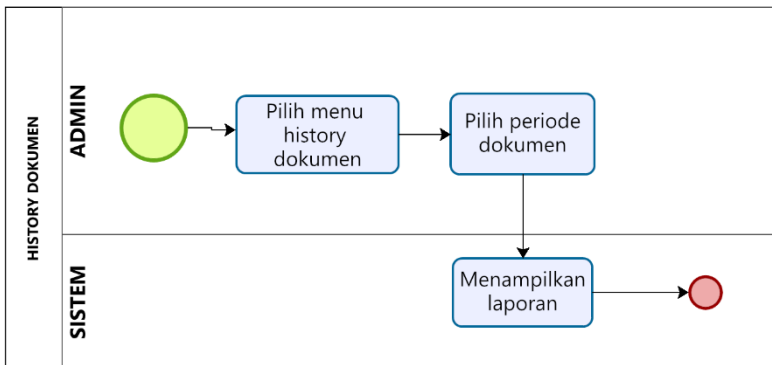 HISTORY DOKUMEN
ADMIN
Pilih menu
history
dokumen
Pilih periode
dokumen
SISTEM
Menampilkan
laporan